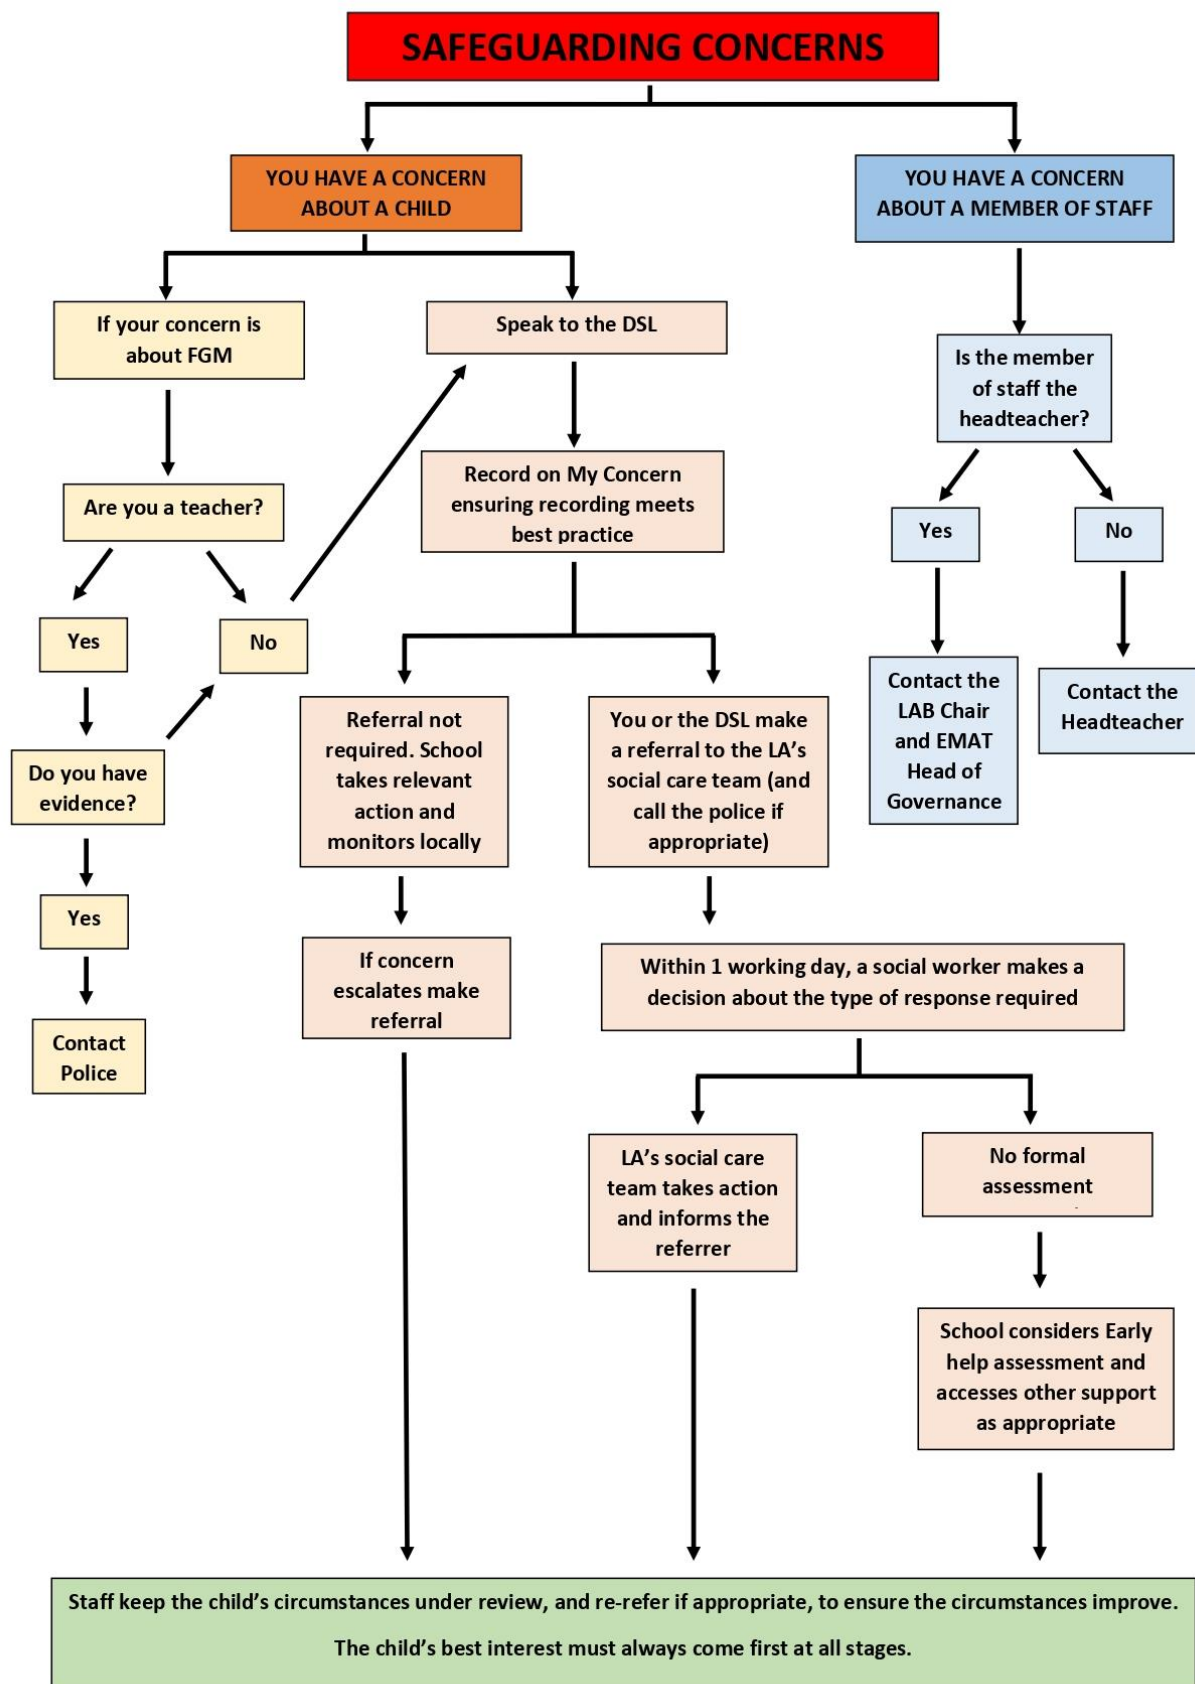 SAFEGUARDING CONCERNS
YOU HAVE A CONCERN
ABOUT A CHILD
YOU HAVE A CONCERN
ABOUT A MEMBER OF STAFF
If your concern is
about FGM
Speak to the DSL
Is the member
of staff the
headteacher?
Record on My Concern
ensuring recording meets
best practice
Are you a teacher?
Yes
No
Yes
No
Contact the
LAB Chair
and EMAT
Head of
Governance
Contact the
Headteacher
Referral not
required. School
takes relevant
action and
monitors locally
You or the DSL make
a referral to the LA’s
social care team (and
call the police if
appropriate)
Do you have
evidence?
Yes
If concern
escalates make
referral
Within 1 working day, a social worker makes a
decision about the type of response required
Contact
Police
LA’s social care
team takes action
and informs the
referrer
No formal
assessment
School considers Early
help assessment and
accesses other support
as appropriate
Staff keep the child’s circumstances under review, and re-refer if appropriate, to ensure the circumstances improve.
The child’s best interest must always come first at all stages.